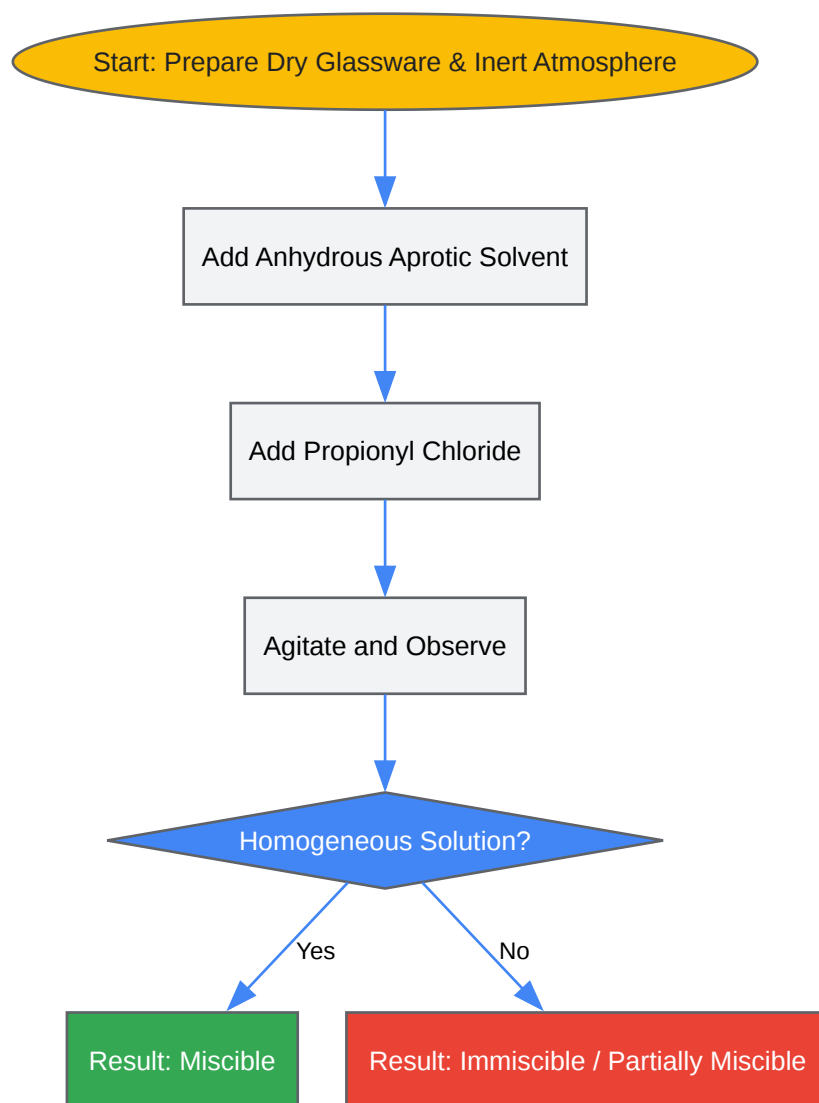 Start: Prepare Dry Glassware & Inert Atmosphere
Add Anhydrous Aprotic Solvent
Add Propionyl Chloride
Agitate and Observe
Homogeneous Solution?
Yes
No
Result: Miscible
Result: Immiscible / Partially Miscible